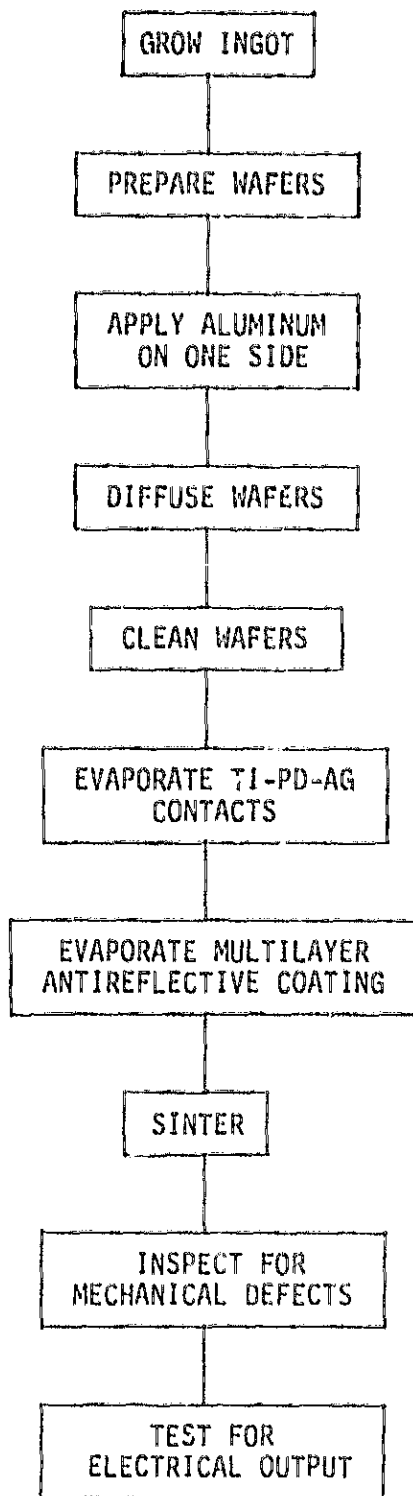 GROW INGOT
PREPARE WAFERS
APPLY ALUMINUM
ON ONE SIDE
DIFFUSE WAFERS
CLEAN WAFERS
EVAPORATE TI-PD-AG
CONTACTS
EVAPORATE MULTILAYER
ANTIREFLECTIVE COATING
SINTER
INSPECT FOR
MECHANICAL DEFECTS
TEST FOR
ELECTRICAL OUTPUT